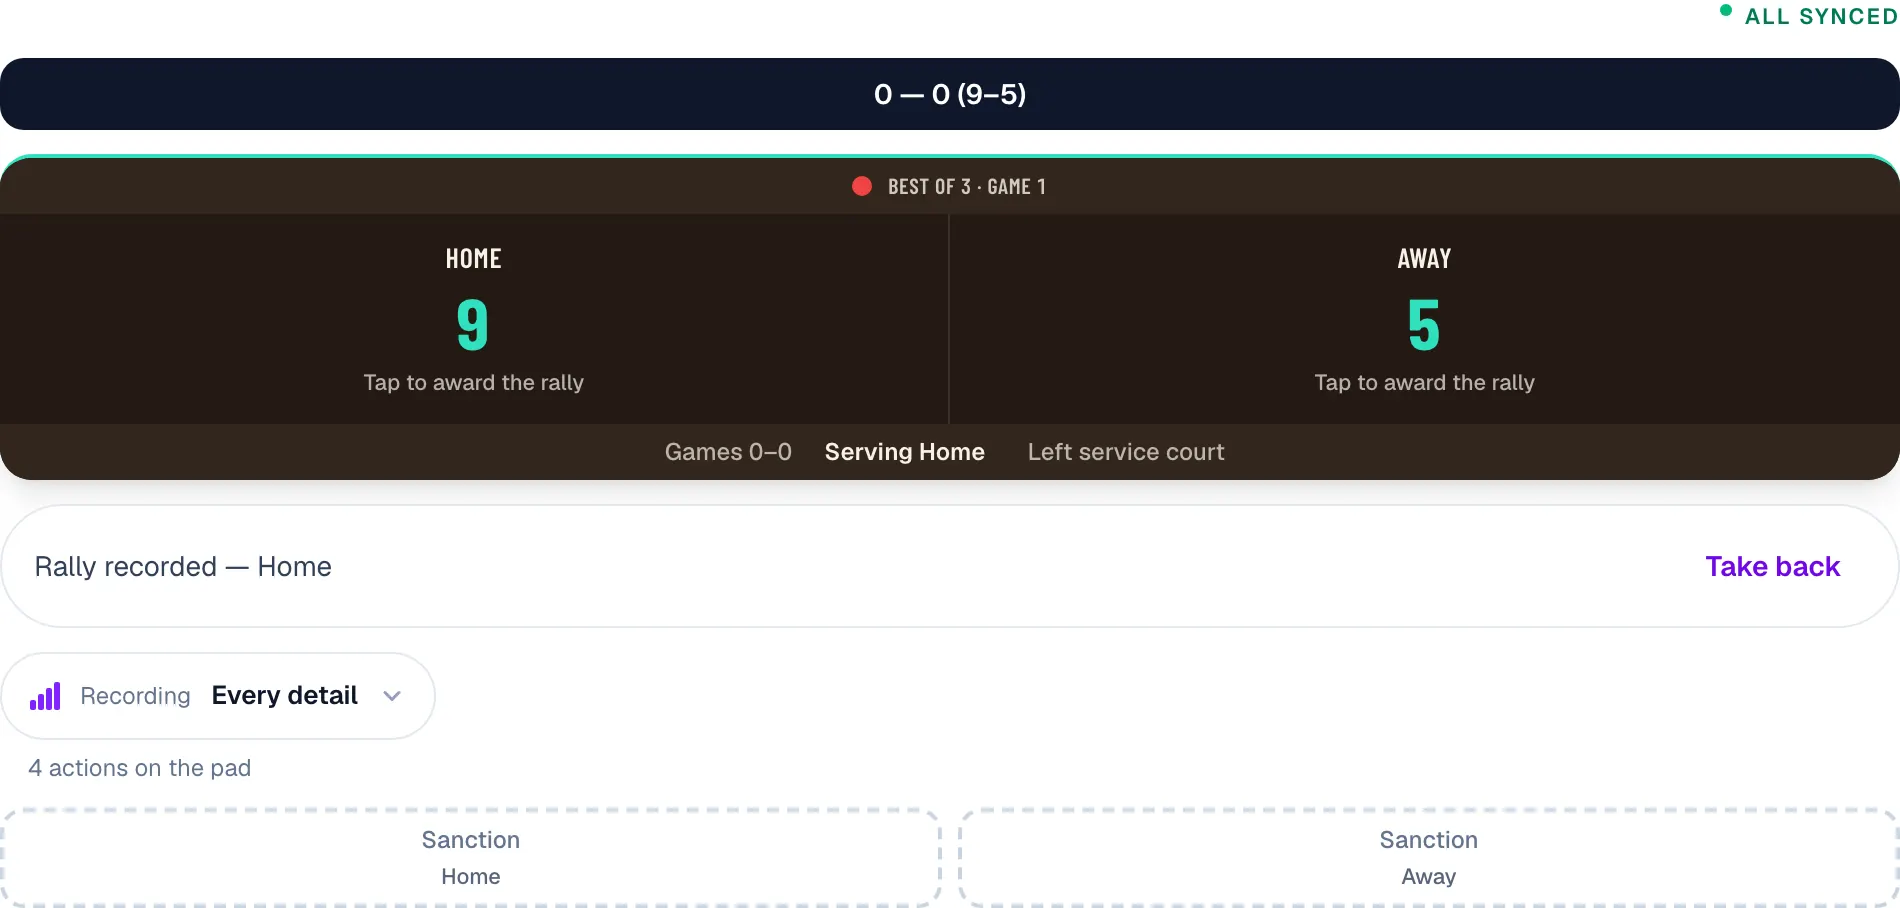 ALL SYNCED
0 — 0 (9–5)
BEST OF 3 · GAME 1
HOME
9
Tap to award the rally
AWAY
5
Tap to award the rally
Games 0–0 Serving Home Left service court
Rally recorded — Home
Take back
Recording Every detail
4 actions on the pad
Sanction
Home
Sanction
Away